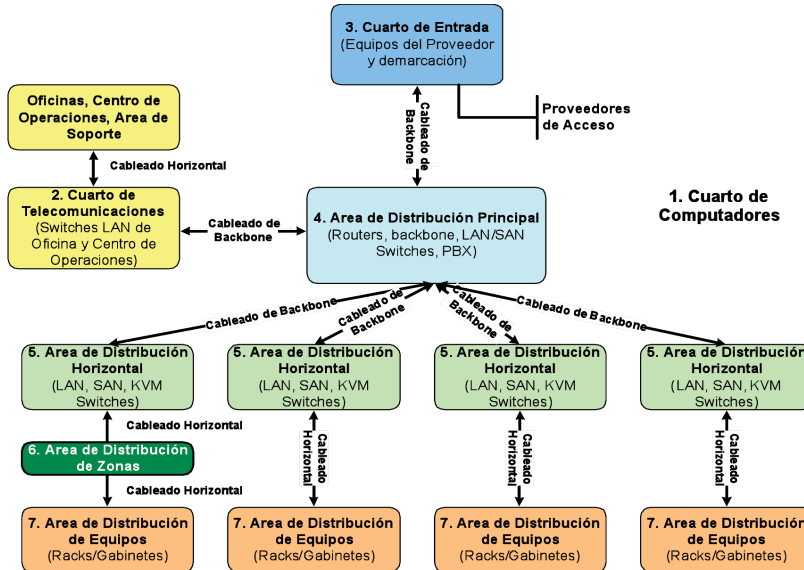 3. Cuarto de Entrada
(Equipos del Proveedor
y demarcación)
Oficinas, Centro de
Operaciones, Area de
Soporte
Cableado de
Backbone
Proveedores
de Acceso
Cableado Horizontal
2. Cuarto de
Telecomunicaciones
(Switches LAN de
Oficina y Centro de
Operaciones)
Cableado de
Backbone
4. Area de Distribución Principal
(Routers, backbone, LAN/SAN
Switches, PBX)
1. Cuarto de
Computadores
Cableado de Backbone
Cableado de
Backbone
Cableado de
Backbone
Cableado de Backbone
5. Area de Distribución
Horizontal
(LAN, SAN, KVM
Switches)
5. Area de Distribución
Horizontal
(LAN, SAN, KVM
Switches)
5. Area de Distribución
Horizontal
(LAN, SAN, KVM
Switches)
5. Area de Distribución
Horizontal
(LAN, SAN, KVM
Switches)
Cableado Horizontal
6. Area de Distribución
de Zonas
Cableado Horizontal
Cableado
Horizontal
Cableado
Horizontal
Cableado
Horizontal
7. Area de Distribución
de Equipos
(Racks/Gabinetes)
7. Area de Distribución
de Equipos
(Racks/Gabinetes)
7. Area de Distribución
de Equipos
(Racks/Gabinetes)
7. Area de Distribución
de Equipos
(Racks/Gabinetes)